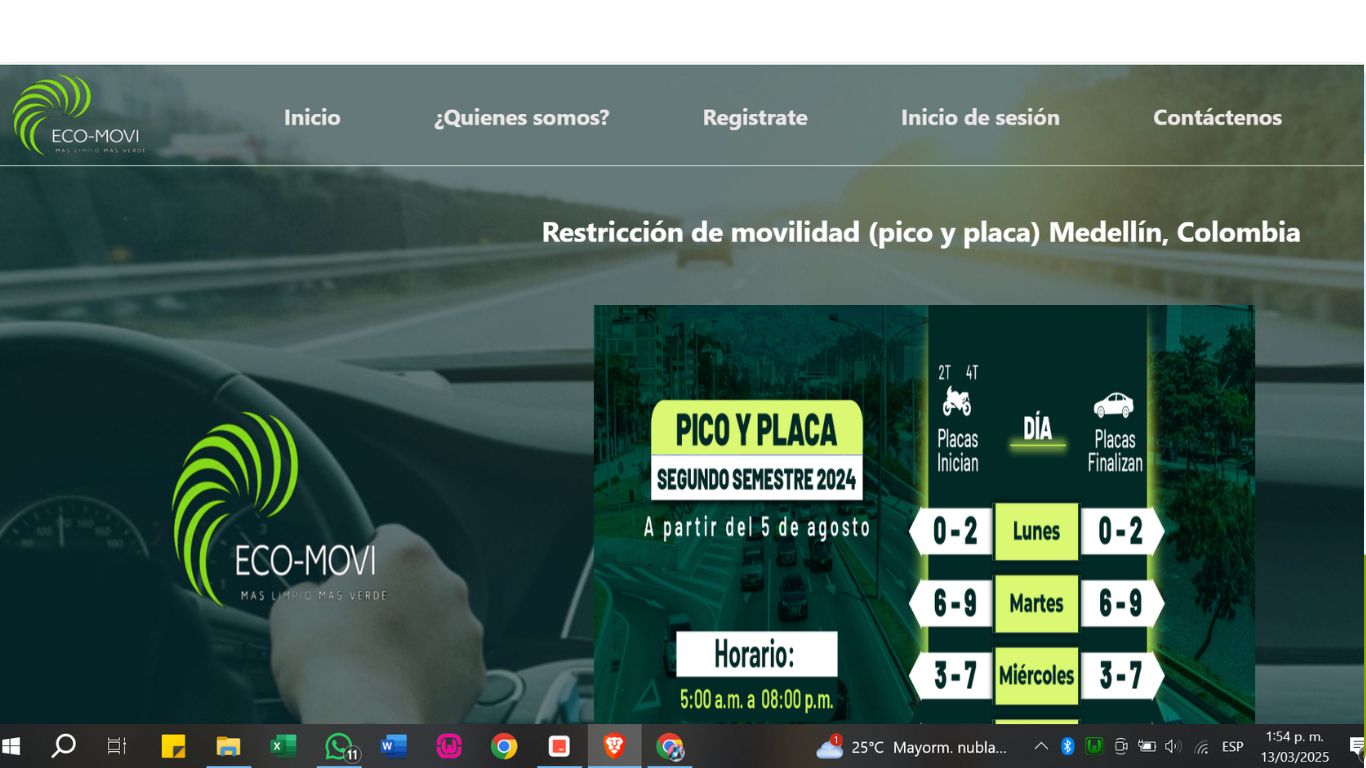 ECO-MOVI
MAS LIMPIO MAS VERDE
Inicio
¿Quienes somos?
Registrate
Inicio de sesión
Contáctenos
Restricción de movilidad (pico y placa) Medellín, Colombia
ECO-MOVI
MAS LIMPIO MAS VERDE
PICO Y PLACA
SEGUNDO SEMESTRE 2024
A partir del 5 de agosto
Horario:
5:00 a.m. a 08:00 p.m.
2T 4T
Placas
Inician
DÍA
Placas
Finalizan
0-2 Lunes 0-2
6-9 Martes 6-9
3-7 Miércoles 3-7
11
1
25°C Mayorm. nubla...
ESP
1:54 p. m.
13/03/2025